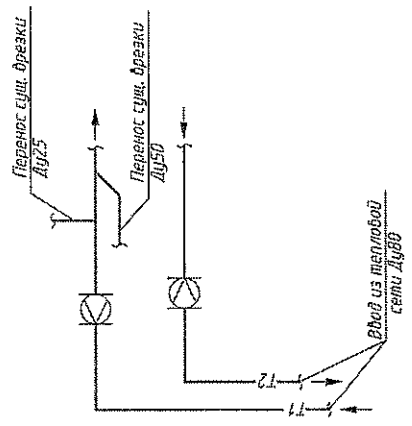 Перенос сущ. врезки
Ду25
Перенос сущ. врезки
Ду50
Т2
Т1
Ввод из тепловой
сети Ду80